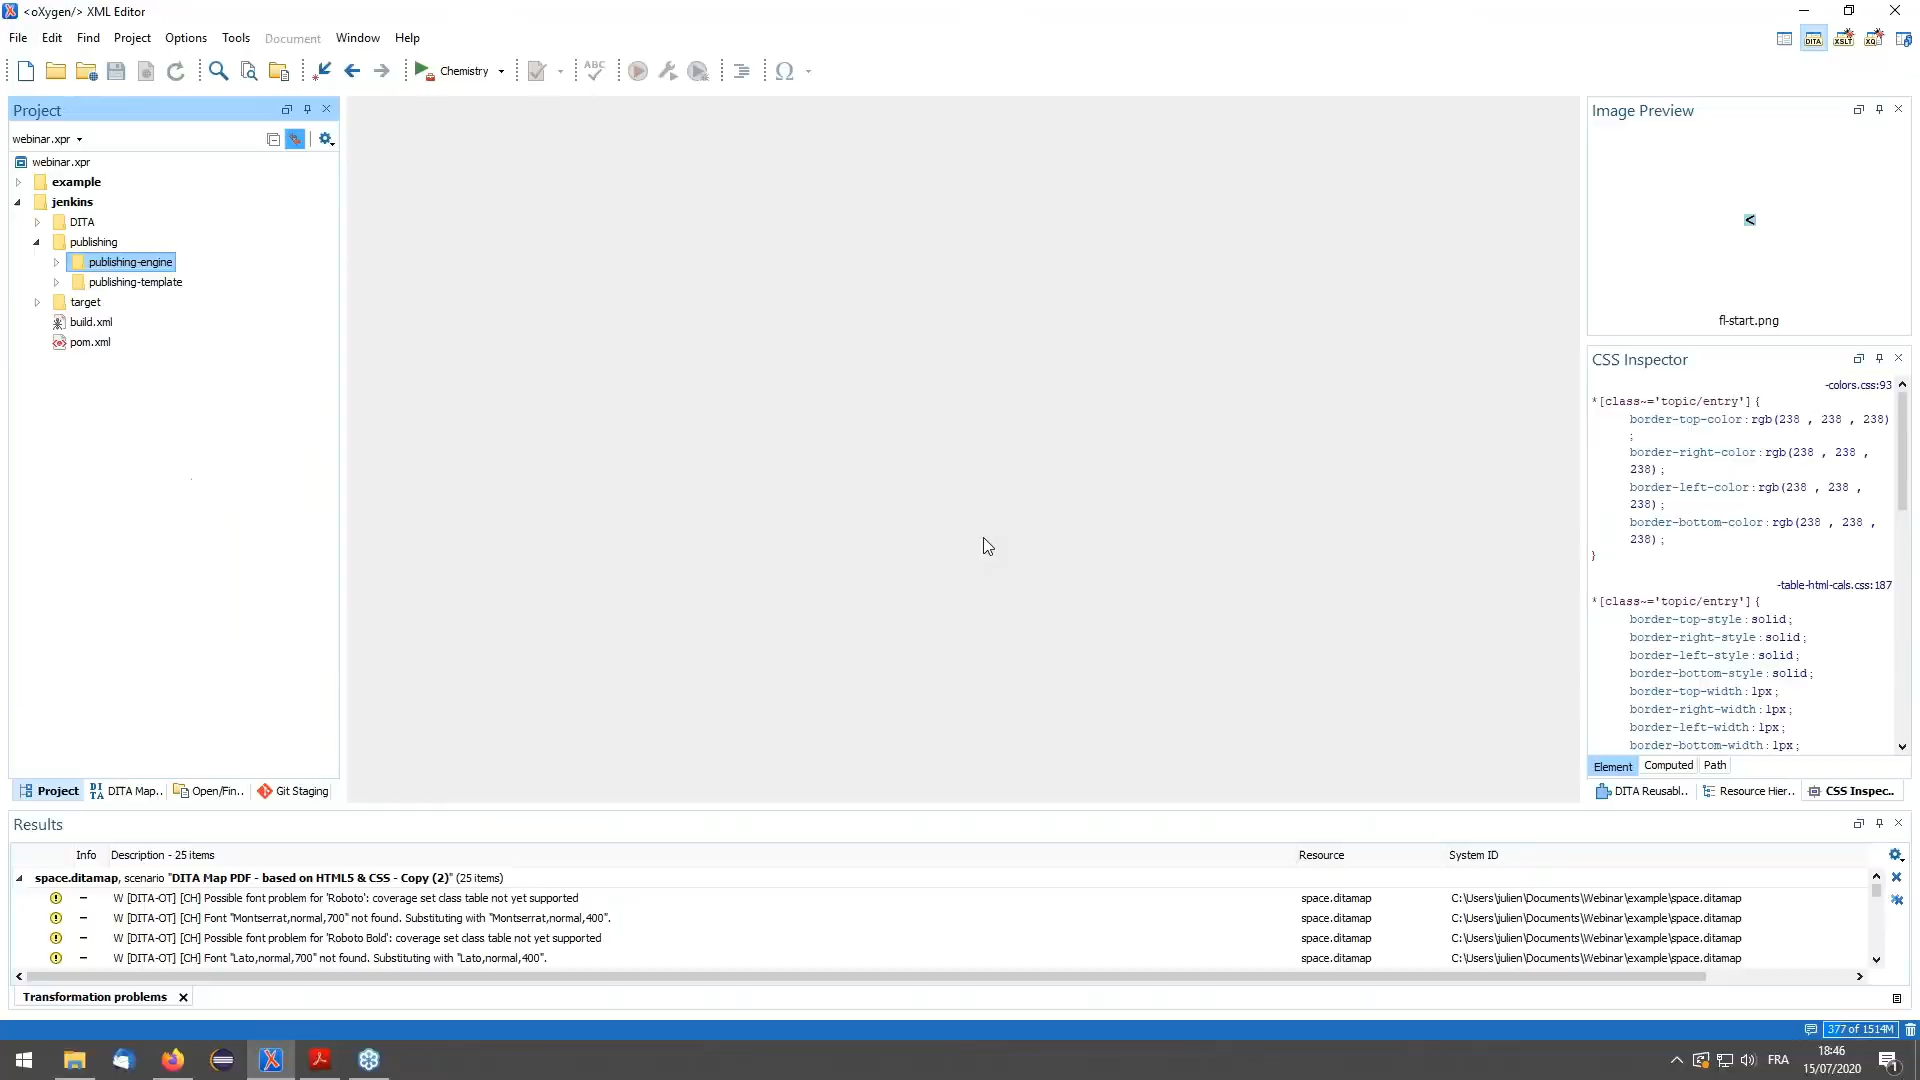 <oXygen/> XML Editor
File Edit Find Project Options Tools Document Window Help
DITA XSLT XQ
Chemistry ABC Ω
Project
webinar.xpr
webinar.xpr
example
jenkins
DITA
publishing
publishing-engine
publishing-template
target
build.xml
pom.xml
Project DITA Map.. Open/Fin.. Git Staging
Image Preview
<
fl-start.png
CSS Inspector
-colors.css:93
*[class~='topic/entry'] {
border-top-color:rgb(238 , 238 , 238)
;
border-right-color:rgb(238 , 238 ,
238) ;
border-left-color:rgb(238 , 238 ,
238) ;
border-bottom-color:rgb(238 , 238 ,
238) ;
}
-table-html-cals.css:187
*[class~='topic/entry'] {
border-top-style:solid;
border-right-style:solid;
border-left-style:solid;
border-bottom-style:solid;
border-top-width:1px;
border-right-width:1px;
border-left-width:1px;
border-bottom-width:1px;
Element Computed Path
DITA Reusabl.. Resource Hier.. CSS Inspec..
Results
Info Description - 25 items Resource System ID
space.ditamap, scenario "DITA Map PDF - based on HTML5 & CSS - Copy (2)" (25 items)
W [DITA-OT] [CH] Possible font problem for 'Roboto': coverage set class table not yet supported space.ditamap C:\Users\julien\Documents\Webinar\example\space.ditamap
W [DITA-OT] [CH] Font "Montserrat,normal,700" not found. Substituting with "Montserrat,normal,400". space.ditamap C:\Users\julien\Documents\Webinar\example\space.ditamap
W [DITA-OT] [CH] Possible font problem for 'Roboto Bold': coverage set class table not yet supported space.ditamap C:\Users\julien\Documents\Webinar\example\space.ditamap
W [DITA-OT] [CH] Font "Lato,normal,700" not found. Substituting with "Lato,normal,400". space.ditamap C:\Users\julien\Documents\Webinar\example\space.ditamap
Transformation problems
377 of 1514M
FRA
18:46
15/07/2020
1